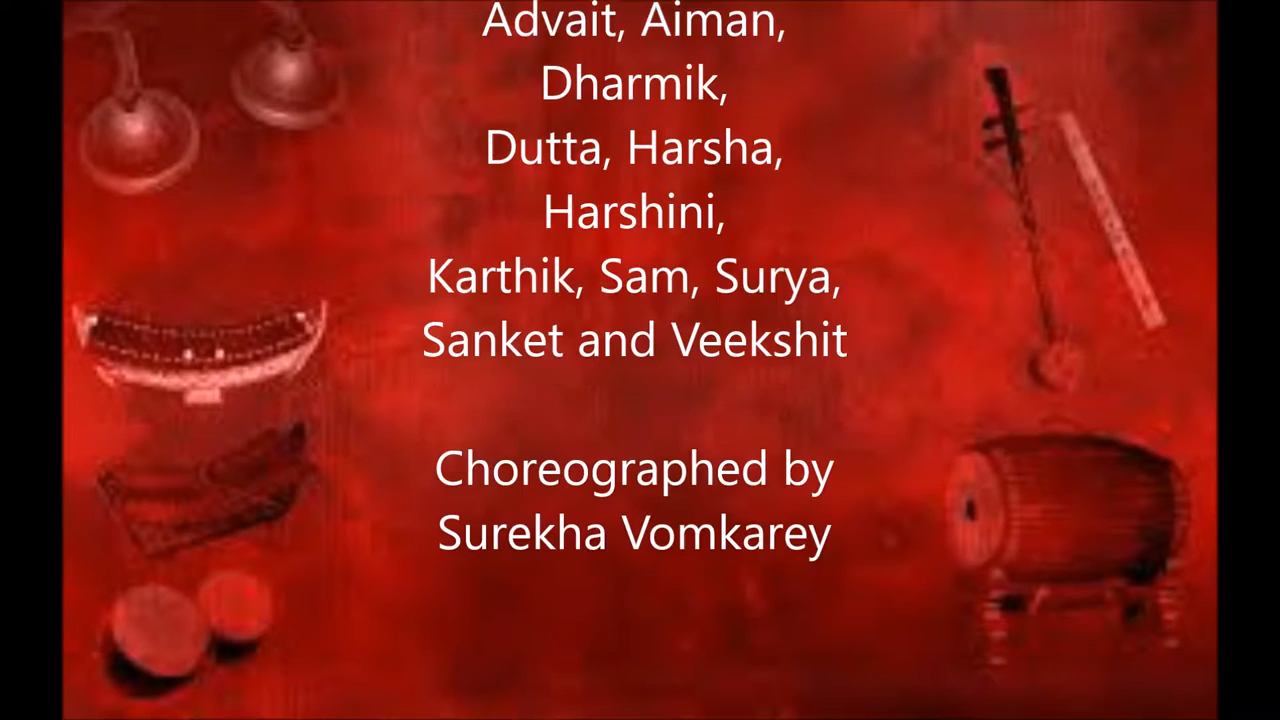 Advait, Aiman,
Dharmik,
Dutta, Harsha,
Harshini,
Karthik, Sam, Surya,
Sanket and Veekshit
Choreographed by
Surekha Vomkarey